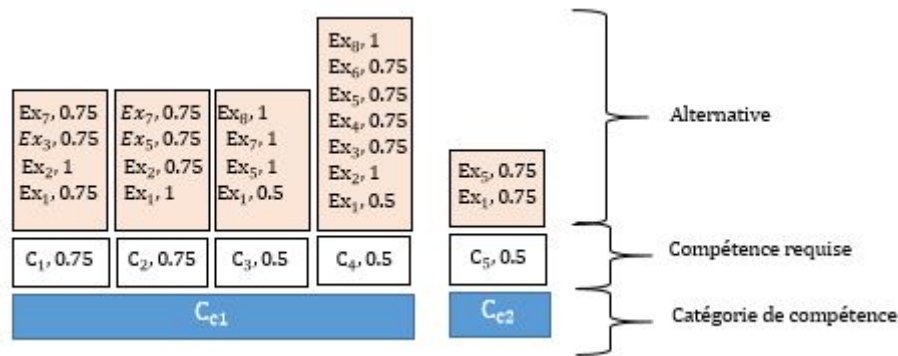 Ex₇, 0.75
Ex₃, 0.75
Ex₂, 1
Ex₁, 0.75
Ex₇, 0.75
Ex₅, 0.75
Ex₂, 0.75
Ex₁, 1
Ex₈, 1
Ex₇, 1
Ex₅, 1
Ex₁, 0.5
Ex₈, 1
Ex₆, 0.75
Ex₅, 0.75
Ex₄, 0.75
Ex₃, 0.75
Ex₂, 1
Ex₁, 0.5
Ex₅, 0.75
Ex₁, 0.75
Alternative
C₁, 0.75
C₂, 0.75
C₃, 0.5
C₄, 0.5
C₅, 0.5
Compétence requise
C꜀₁
C꜀₂
Catégorie de compétence